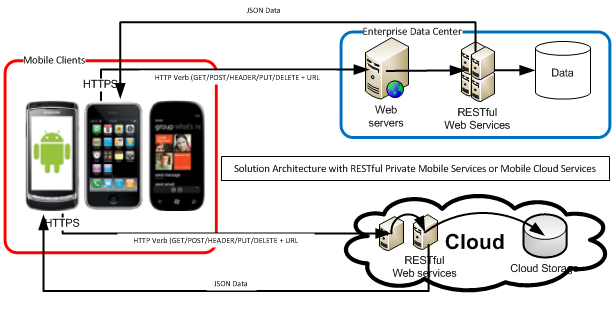 JSON Data
Enterprise Data Center
Mobile Clients
HTTPS
HTTP Verb (GET/POST/HEADER/PUT/DELETE + URL
Data
Web
servers
RESTful
Web Services
group what's n
Solution Architecture with RESTful Private Mobile Services or Mobile Cloud Services
HTTPS
HTTP Verb (GET/POST/HEADER/PUT/DELETE + URL
Cloud
RESTful
Web services
Cloud Storage
JSON Data